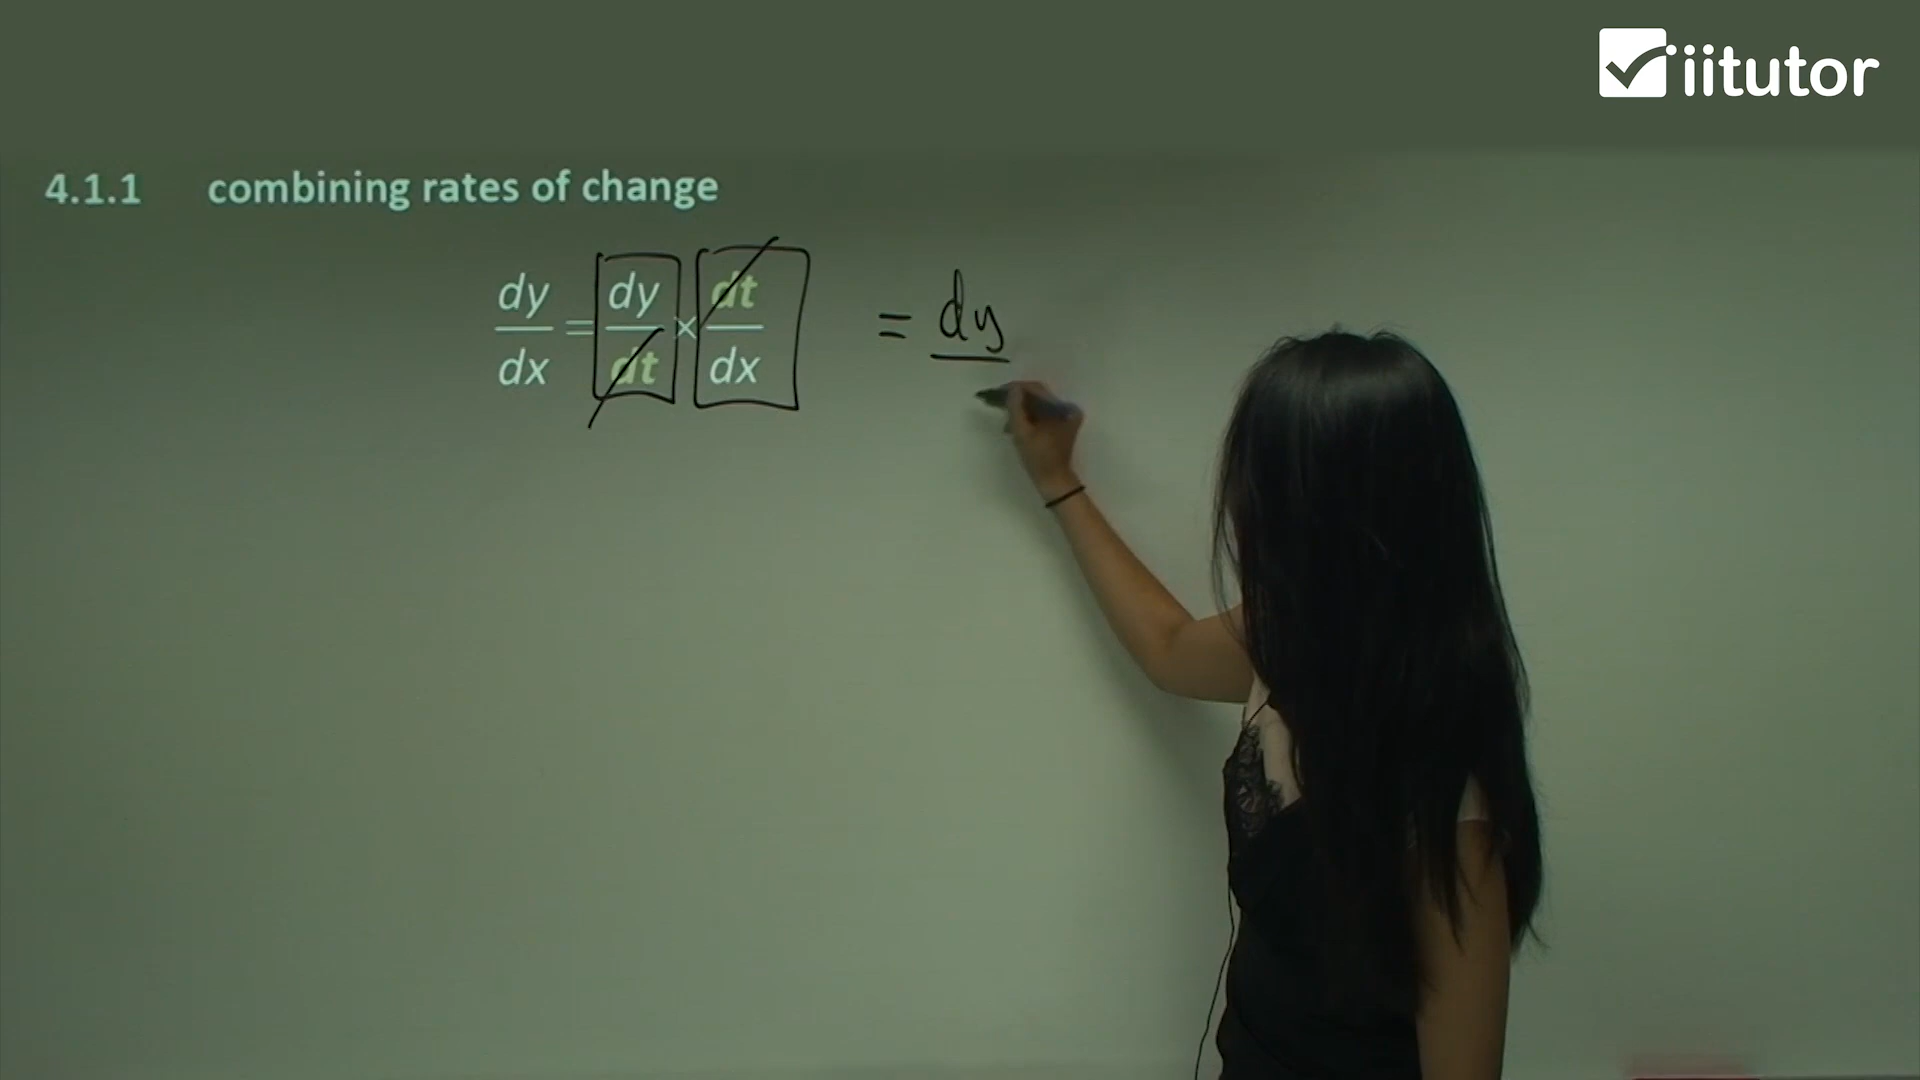 iitutor
4.1.1 combining rates of change
dy/dx = dy/dt × dt/dx = dy